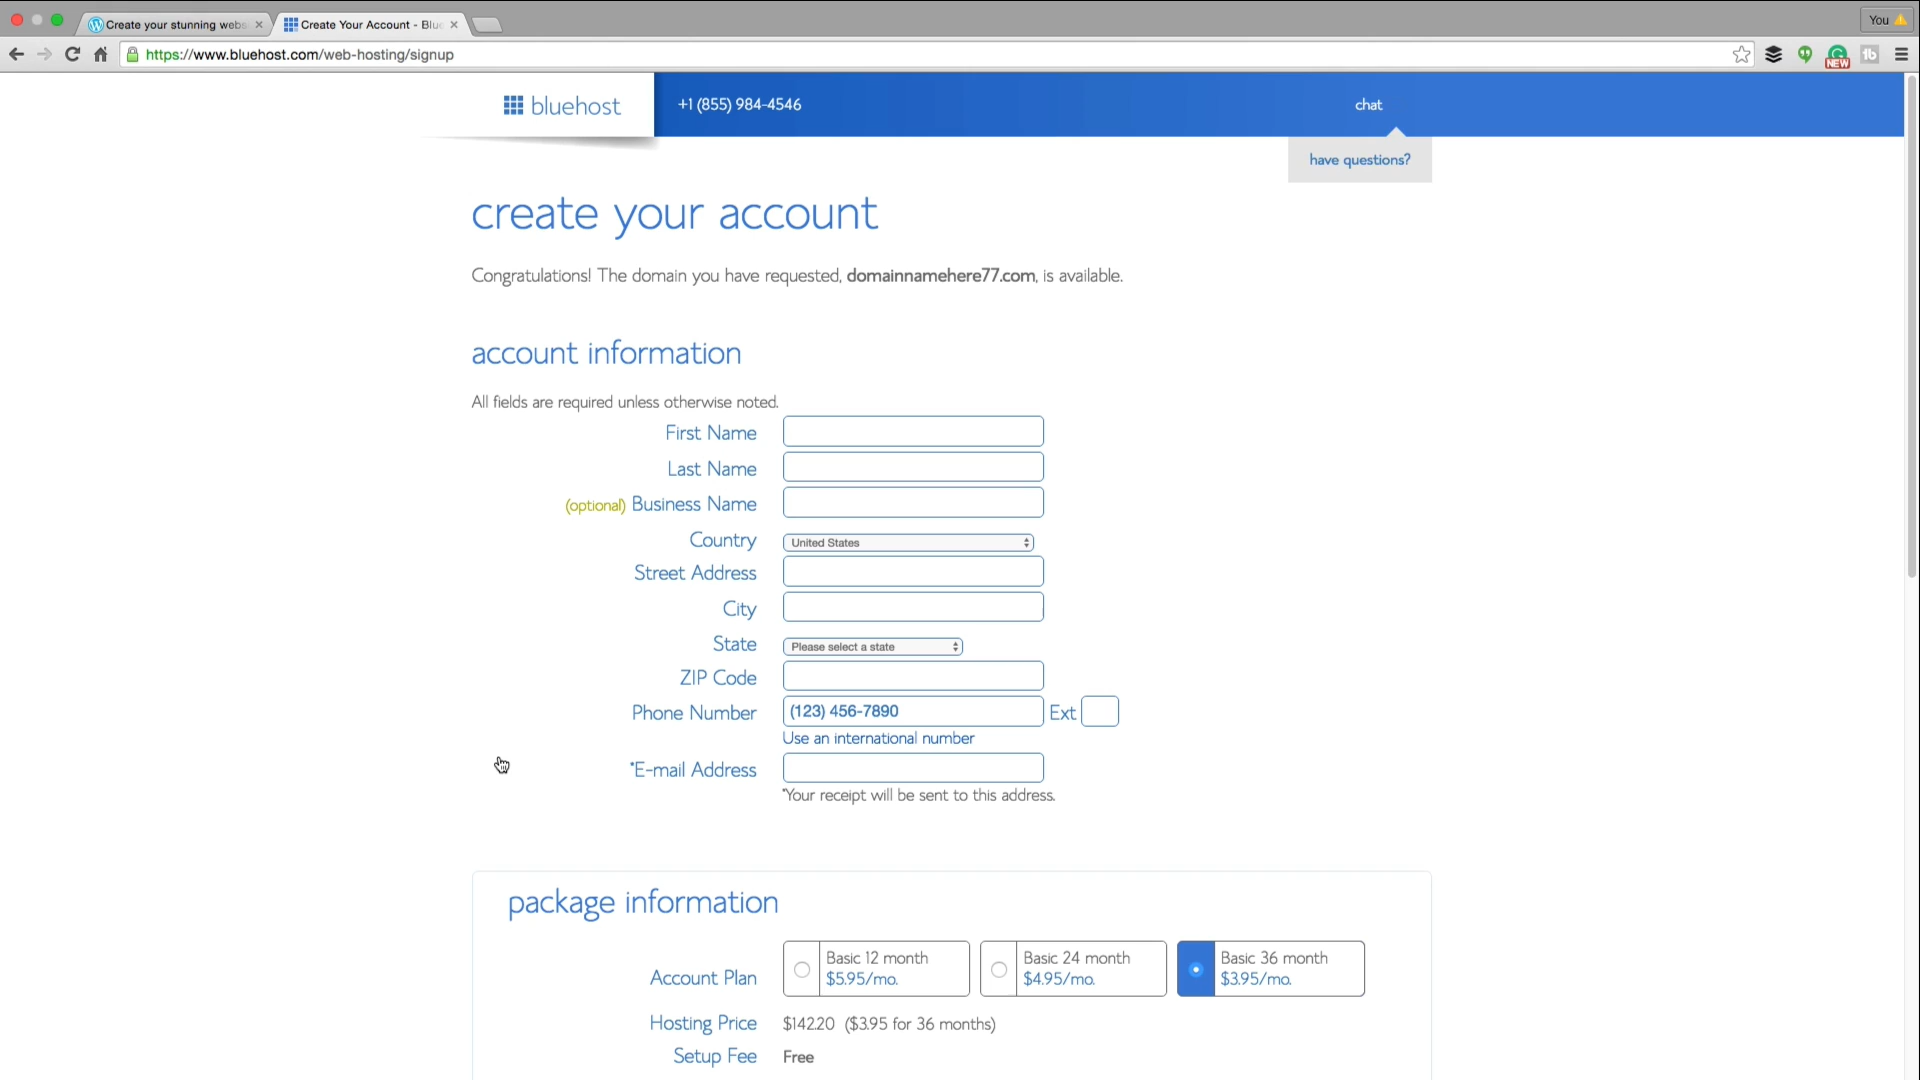 Create your stunning webs
Create Your Account - Blue
You
https://www.bluehost.com/web-hosting/signup
NEW
bluehost
+1 (855) 984-4546
chat
have questions?
create your account
Congratulations! The domain you have requested, domainnamehere77.com, is available.
account information
All fields are required unless otherwise noted.
First Name
Last Name
(optional) Business Name
Country United States
Street Address
City
State Please select a state
ZIP Code
Phone Number (123) 456-7890 Ext
Use an international number
*E-mail Address
*Your receipt will be sent to this address.
package information
Account Plan
Basic 12 month
$5.95/mo.
Basic 24 month
$4.95/mo.
Basic 36 month
$3.95/mo.
Hosting Price $142.20 ($3.95 for 36 months)
Setup Fee Free